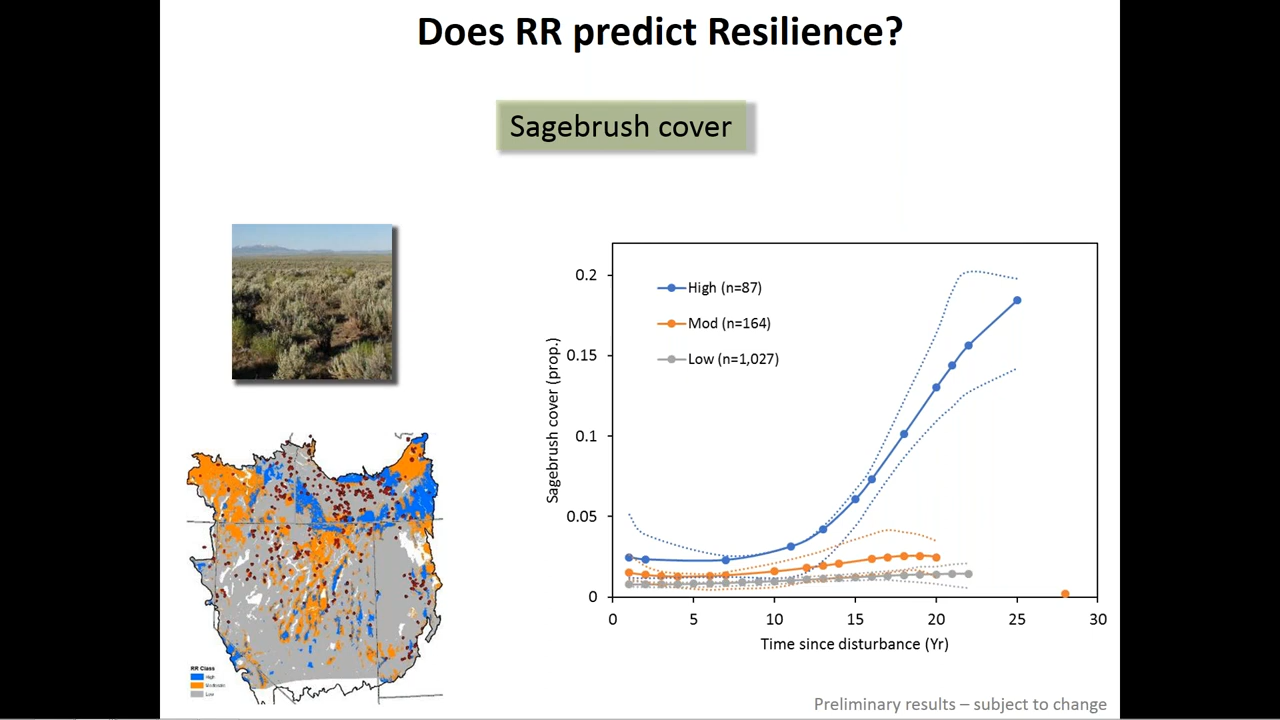 Does RR predict Resilience?
Sagebrush cover
High (n=87)
Mod (n=164)
Low (n=1,027)
0.2
0.15
0.1
0.05
0
Sagebrush cover (prop.)
0 5 10 15 20 25 30
Time since disturbance (Yr)
RR Class
High
Moderate
Low
Preliminary results – subject to change